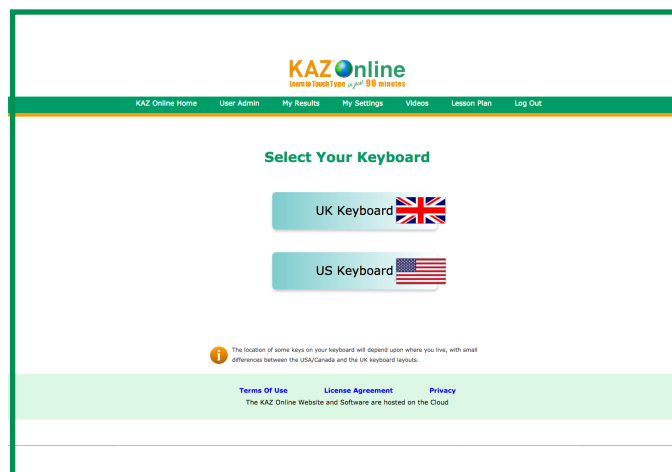 KAZ Online
Learn to Touch Type in just 90 minutes
KAZ Online Home User Admin My Results My Settings Videos Lesson Plan Log Out
Select Your Keyboard
UK Keyboard
US Keyboard
i The location of some keys on your keyboard will depend upon where you live, with small
differences between the USA/Canada and the UK keyboard layouts.
Terms Of Use License Agreement Privacy
The KAZ Online Website and Software are hosted on the Cloud